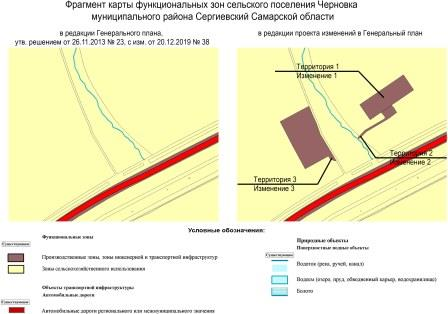 Фрагмент карты функциональных зон сельского поселения Черновка
муниципального района Сергиевский Самарской области
в редакции Генерального плана,
утв. решением от 26.11.2013 № 23, с изм. от 20.12.2019 № 38
в редакции проекта изменений в Генеральный план
Территория 1
Изменение 1
Территория 2
Изменение 2
Территория 3
Изменение 3
Условные обозначения:
Функциональные зоны
Существующие
Производственные зоны, зоны инженерной и транспортной инфраструктур
Зоны сельскохозяйственного использования
Объекты транспортной инфраструктуры
Автомобильные дороги
Существующие
Автомобильные дороги регионального или межмуниципального значения
Природные объекты
Поверхностные водные объекты
Существующие
Водоток (река, ручей, канал)
Водоем (озеро, пруд, обводненный карьер, водохранилище)
Болото